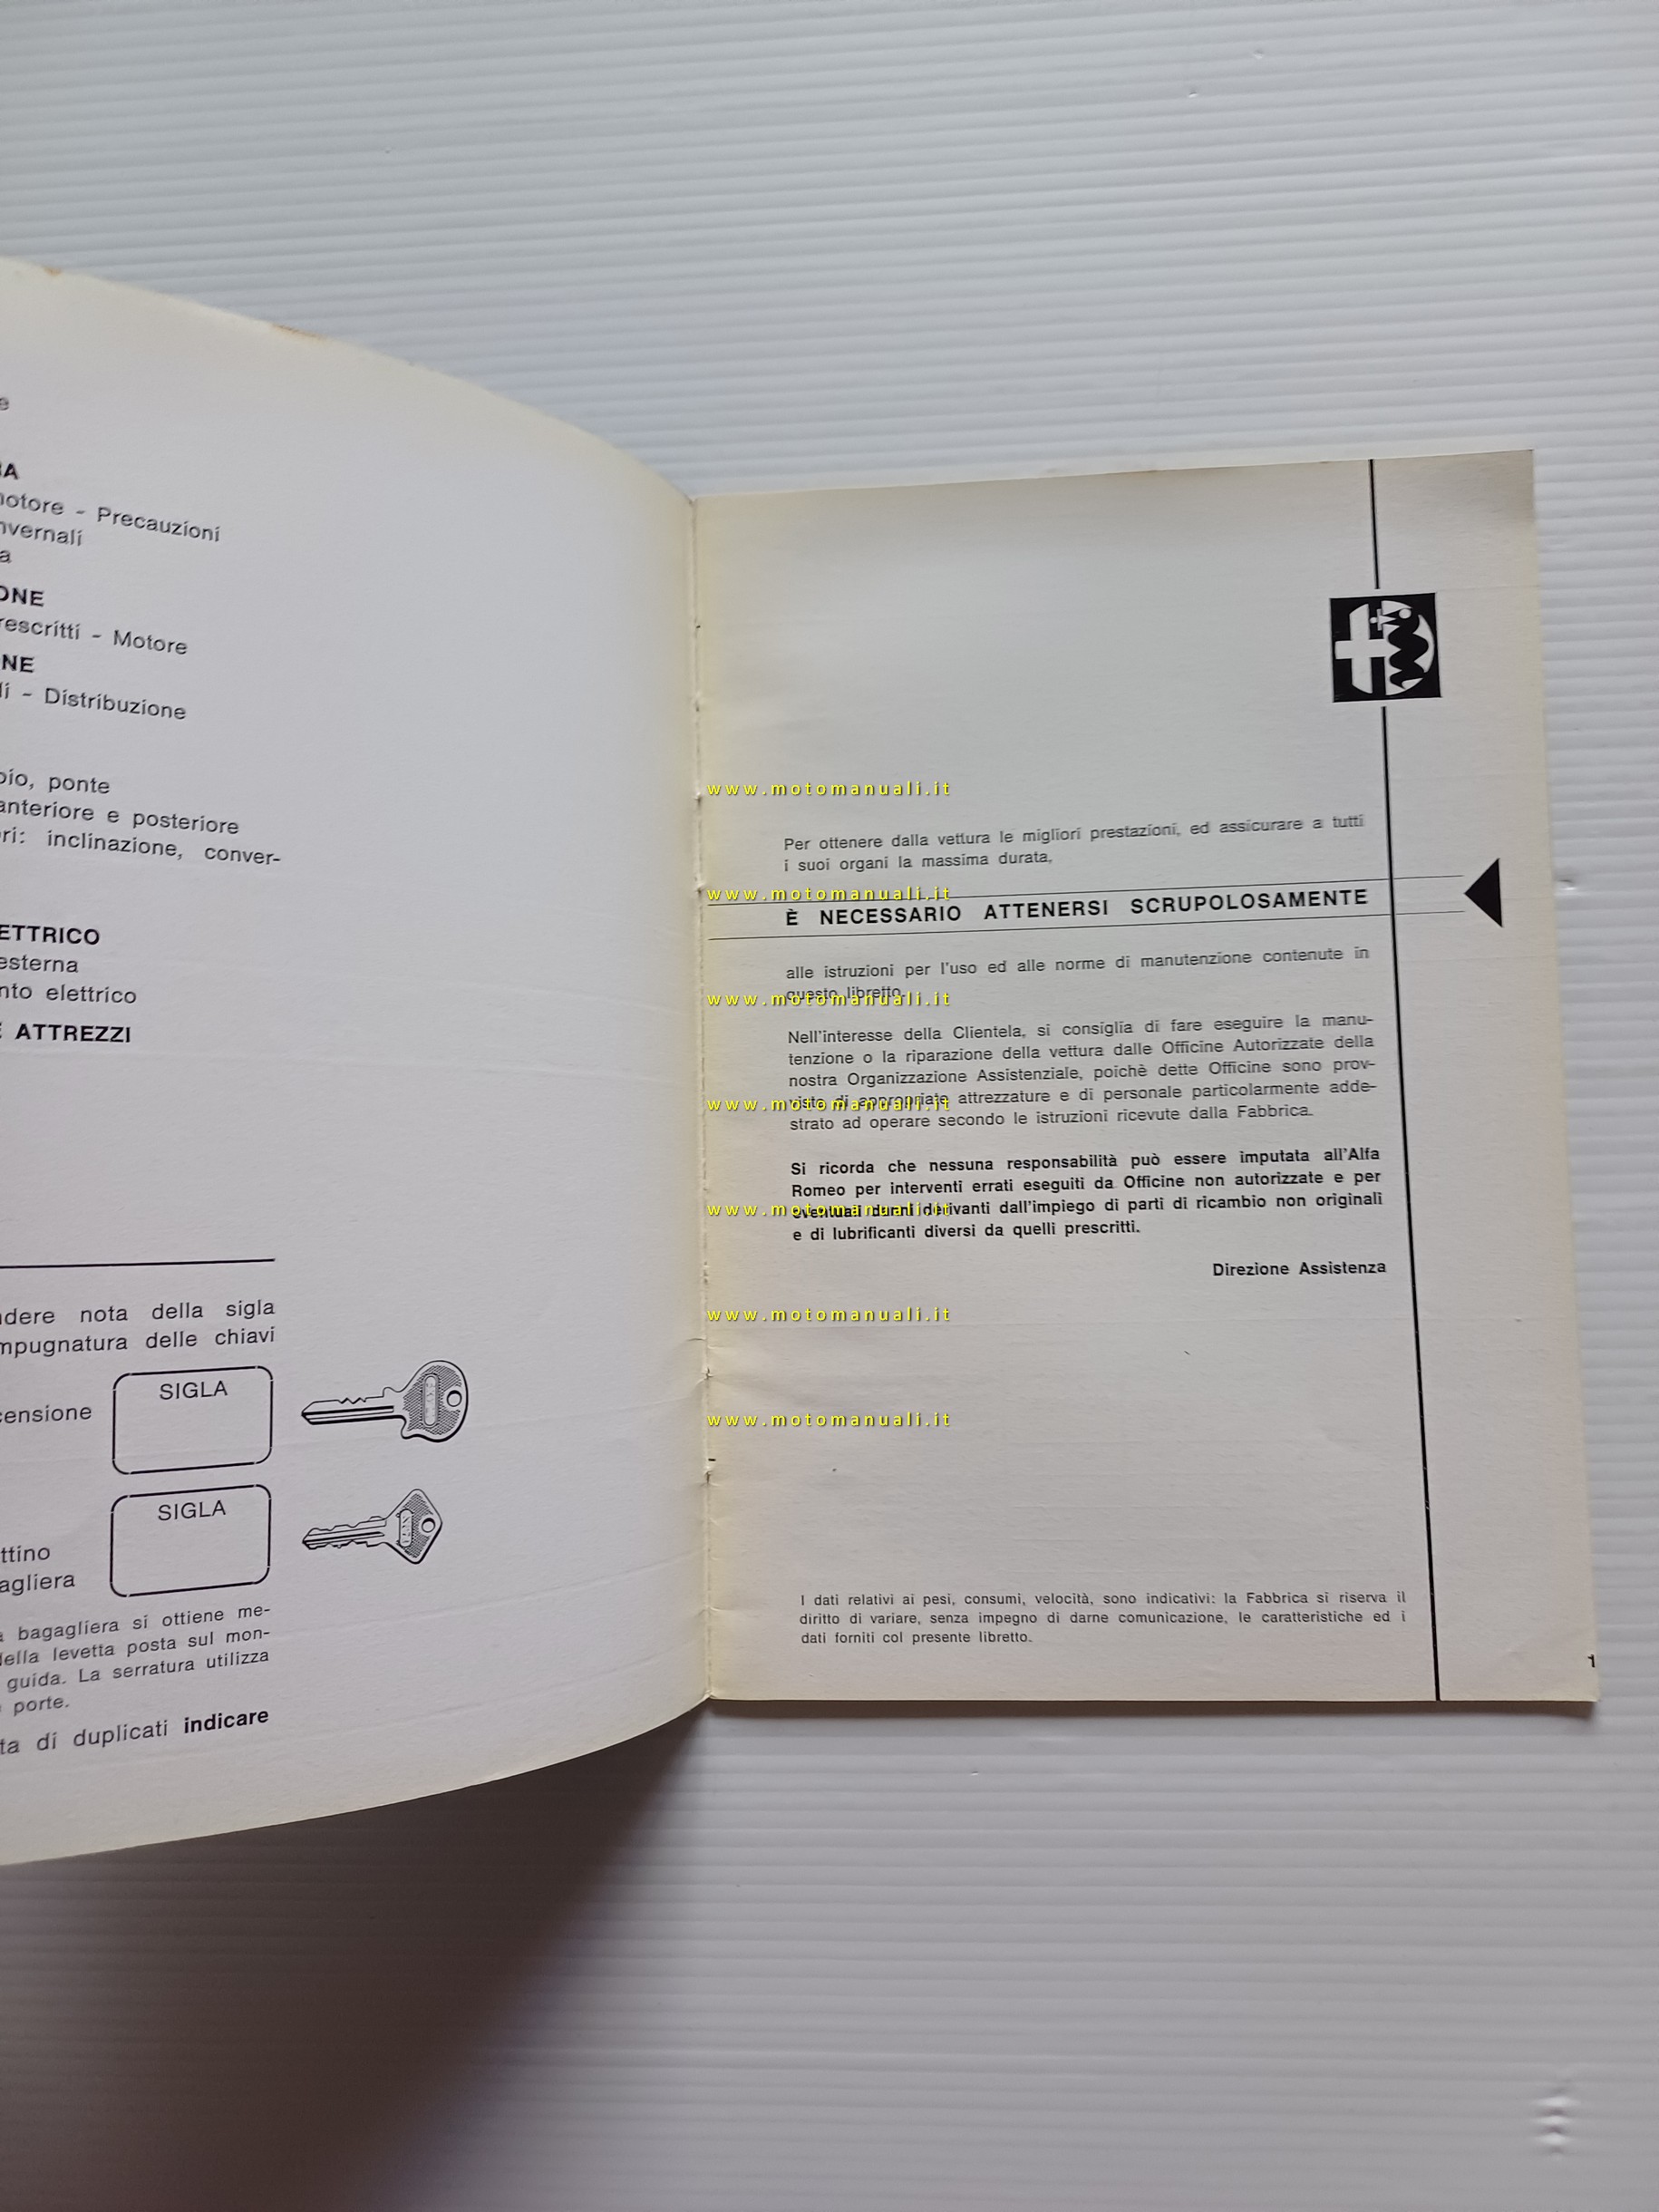 e
RA
notore - Precauzioni
nvernali
a
ONE
rescritti - Motore
NE
li - Distribuzione
bio, ponte
anteriore e posteriore
ri: inclinazione, conver-
ETTRICO
esterna
nto elettrico
E ATTREZZI
ndere nota della sigla
mpugnatura delle chiavi
SIGLA
censione
SIGLA
ttino
agliera
a bagagliera si ottiene me-
della levetta posta sul mon-
guida. La serratura utilizza
porte.
ta di duplicati indicare
www.motomanuali.it
Per ottenere dalla vettura le migliori prestazioni, ed assicurare a tutti
i suoi organi la massima durata,
www.motomanuali.it
È NECESSARIO ATTENERSI SCRUPOLOSAMENTE
alle istruzioni per l'uso ed alle norme di manutenzione contenute in
questo libretto.
www.motomanuali.it
Nell'interesse della Clientela, si consiglia di fare eseguire la manu-
tenzione o la riparazione della vettura dalle Officine Autorizzate della
nostra Organizzazione Assistenziale, poichè dette Officine sono prov-
viste di appropriate attrezzature e di personale particolarmente adde-
www.motomanuali.it
strato ad operare secondo le istruzioni ricevute dalla Fabbrica.
Si ricorda che nessuna responsabilità può essere imputata all'Alfa
Romeo per interventi errati eseguiti da Officine non autorizzate e per
eventuali danni derivanti dall'impiego di parti di ricambio non originali
www.motomanuali.it
e di lubrificanti diversi da quelli prescritti.
Direzione Assistenza
www.motomanuali.it
www.motomanuali.it
I dati relativi ai pesi, consumi, velocità, sono indicativi: la Fabbrica si riserva il
diritto di variare, senza impegno di darne comunicazione, le caratteristiche ed i
dati forniti col presente libretto.
1